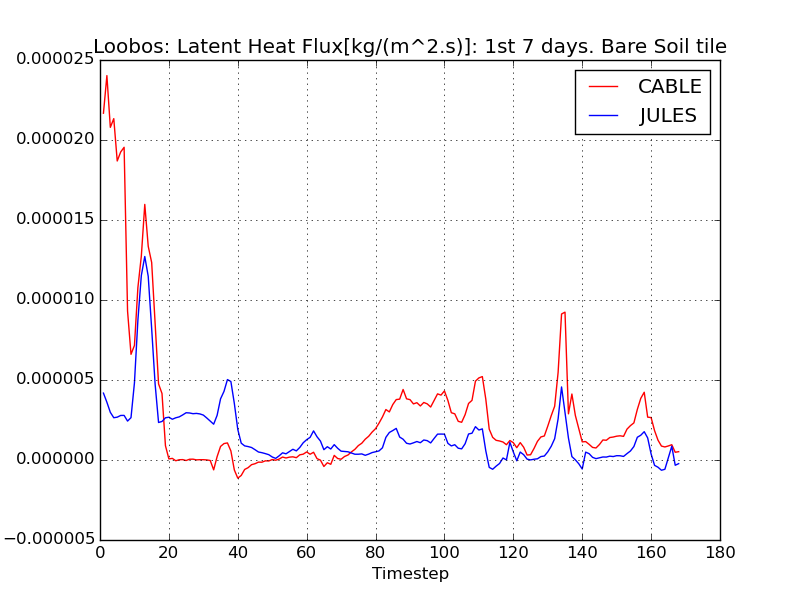 Loobos: Latent Heat Flux[kg/(m^2.s)]: 1st 7 days. Bare Soil tile
0.000025
0.000020
0.000015
0.000010
0.000005
0.000000
−0.000005
CABLE
JULES
0 20 40 60 80 100 120 140 160 180
Timestep